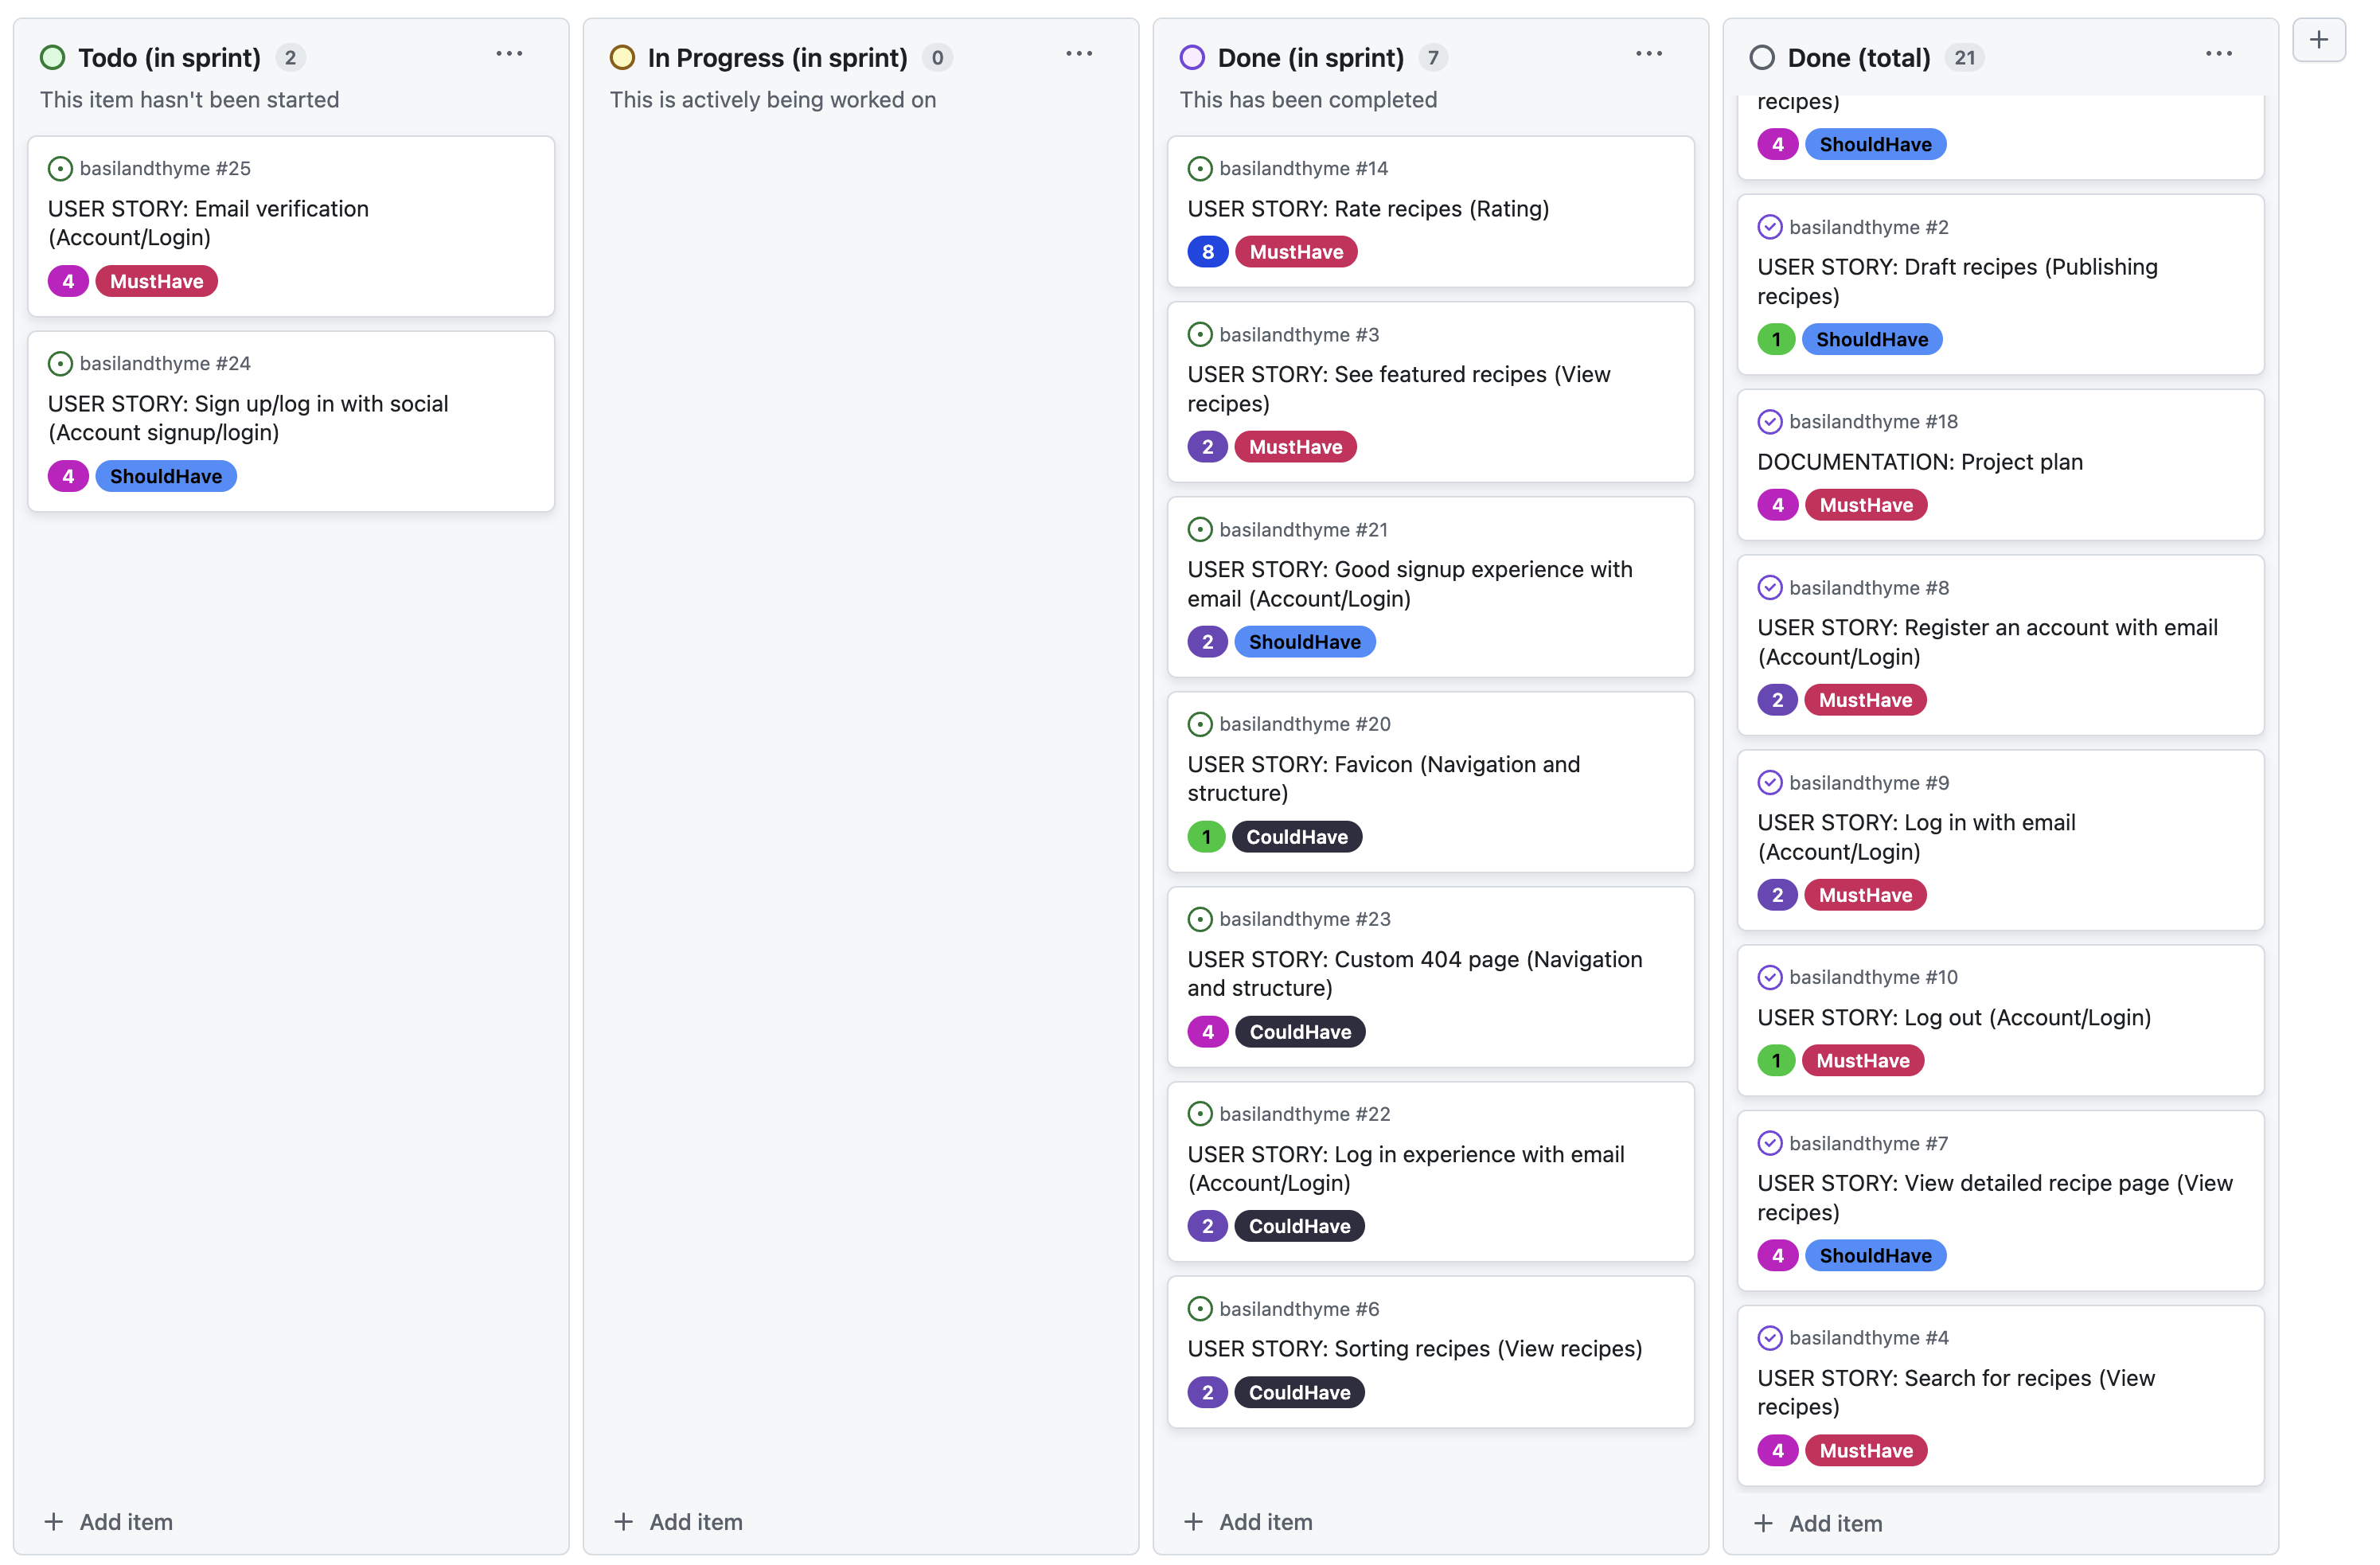 Todo (in sprint) 2
This item hasn't been started
basilandthyme #25
USER STORY: Email verification
(Account/Login)
4 MustHave
basilandthyme #24
USER STORY: Sign up/log in with social
(Account signup/login)
4 ShouldHave
+ Add item
In Progress (in sprint) 0
This is actively being worked on
+ Add item
Done (in sprint) 7
This has been completed
basilandthyme #14
USER STORY: Rate recipes (Rating)
8 MustHave
basilandthyme #3
USER STORY: See featured recipes (View
recipes)
2 MustHave
basilandthyme #21
USER STORY: Good signup experience with
email (Account/Login)
2 ShouldHave
basilandthyme #20
USER STORY: Favicon (Navigation and
structure)
1 CouldHave
basilandthyme #23
USER STORY: Custom 404 page (Navigation
and structure)
4 CouldHave
basilandthyme #22
USER STORY: Log in experience with email
(Account/Login)
2 CouldHave
basilandthyme #6
USER STORY: Sorting recipes (View recipes)
2 CouldHave
+ Add item
Done (total) 21
recipes)
4 ShouldHave
basilandthyme #2
USER STORY: Draft recipes (Publishing
recipes)
1 ShouldHave
basilandthyme #18
DOCUMENTATION: Project plan
4 MustHave
basilandthyme #8
USER STORY: Register an account with email
(Account/Login)
2 MustHave
basilandthyme #9
USER STORY: Log in with email
(Account/Login)
2 MustHave
basilandthyme #10
USER STORY: Log out (Account/Login)
1 MustHave
basilandthyme #7
USER STORY: View detailed recipe page (View
recipes)
4 ShouldHave
basilandthyme #4
USER STORY: Search for recipes (View
recipes)
4 MustHave
+ Add item